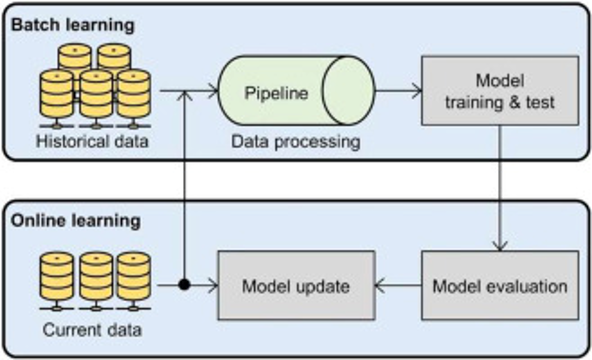 Batch learning
Pipeline
Model
training & test
Historical data
Data processing
Online learning
Model update
Model evaluation
Current data